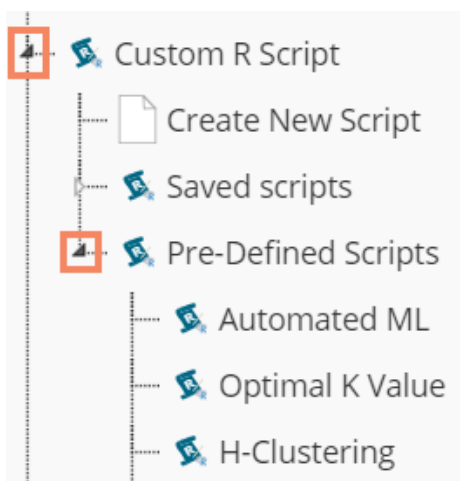 Custom R Script
Create New Script
Saved scripts
Pre-Defined Scripts
Automated ML
Optimal K Value
H-Clustering